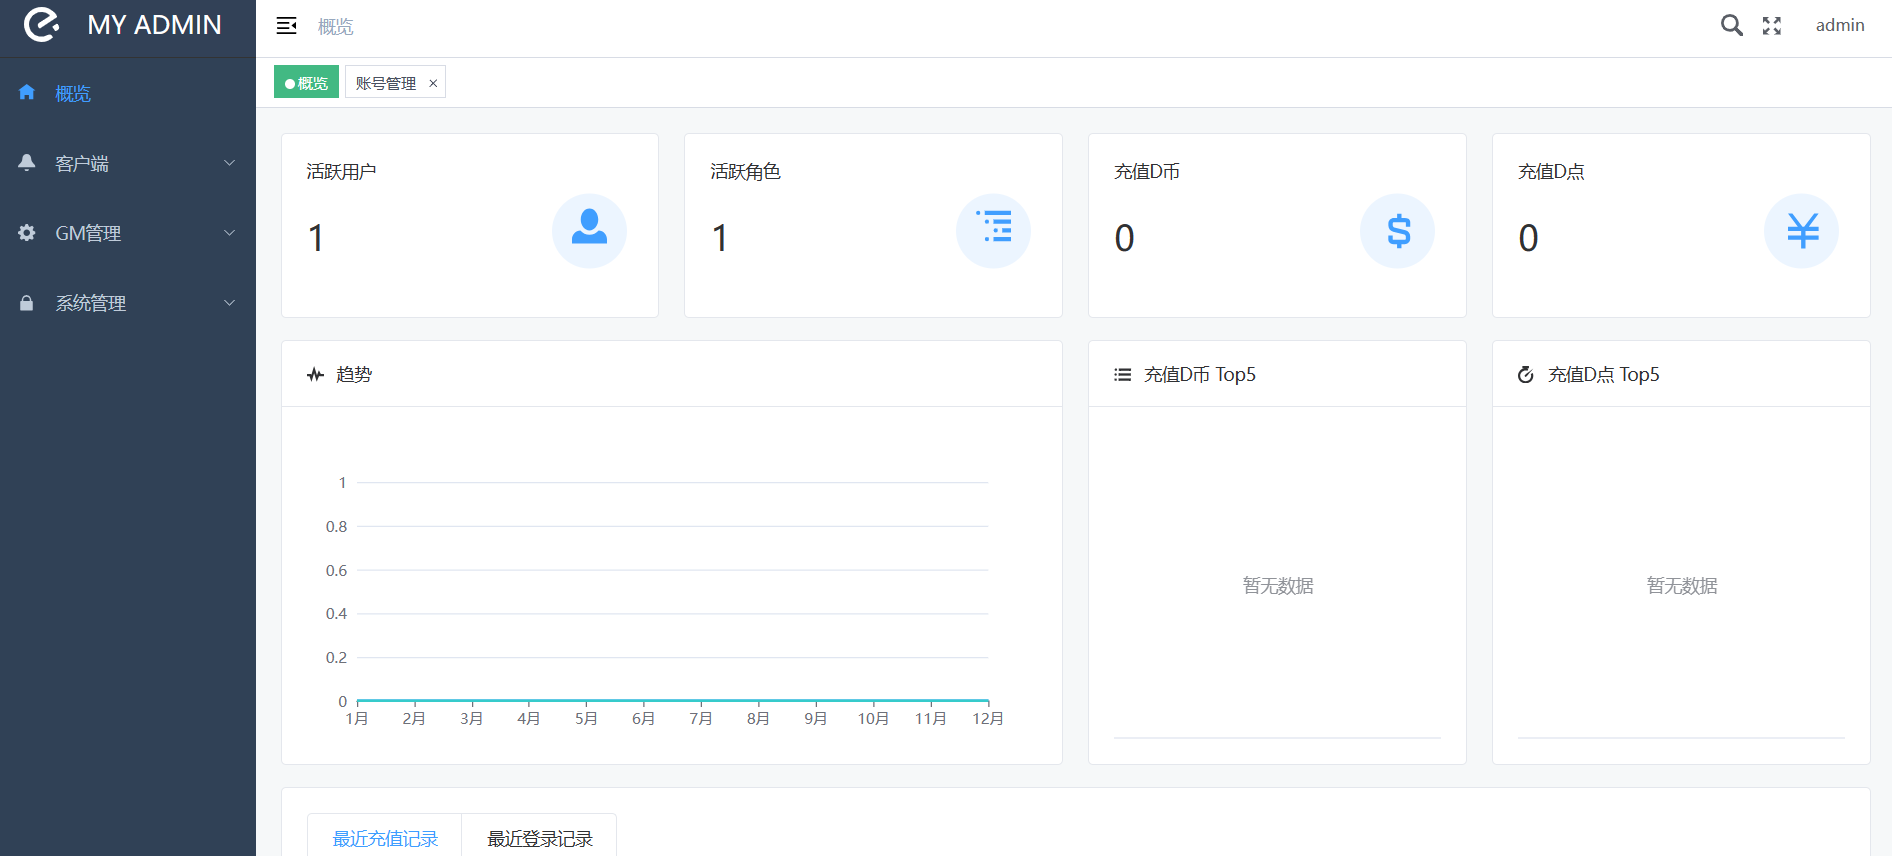 MY ADMIN
概览
客户端
GM管理
系统管理
概览
admin
概览
账号管理 ×
活跃用户
1
活跃角色
1
充值D币
0
充值D点
0
趋势
1
0.8
0.6
0.4
0.2
0
1月 2月 3月 4月 5月 6月 7月 8月 9月 10月 11月 12月
充值D币 Top5
暂无数据
充值D点 Top5
暂无数据
最近充值记录 最近登录记录